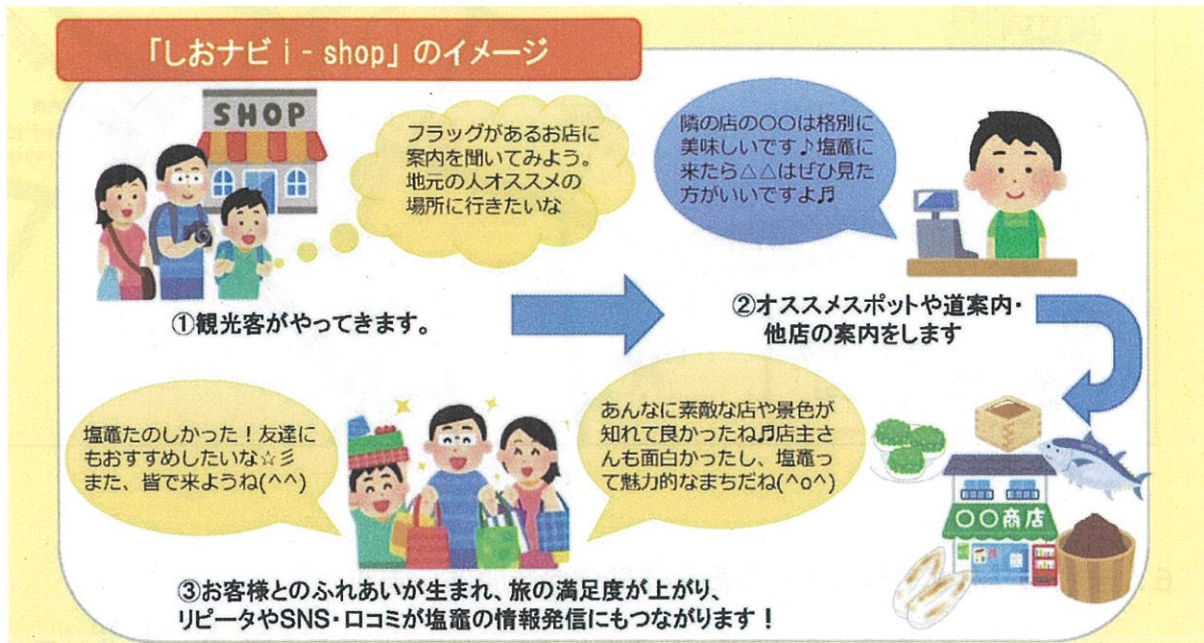 「しおナビi-shop」のイメージ
SHOP
フラッグがあるお店に
案内を聞いてみよう。
地元の人オススメの
場所に行きたいな
①観光客がやってきます。
隣の店の〇〇は格別に
美味しいです♪塩竈に
来たら△△はぜひ見た
方がいいですよ♬
②オススメスポットや道案内・
他店の案内をします
〇〇商店
塩竈たのしかった！友達に
もおすすめしたいな☆彡
また、皆で来ようね(^^)
あんなに素敵な店や景色が
知れて良かったね♬店主さ
んも面白かったし、塩竈っ
て魅力的なまちだね(^o^)
③お客様とのふれあいが生まれ、旅の満足度が上がり、
リピータやSNS・口コミが塩竈の情報発信にもつながります！